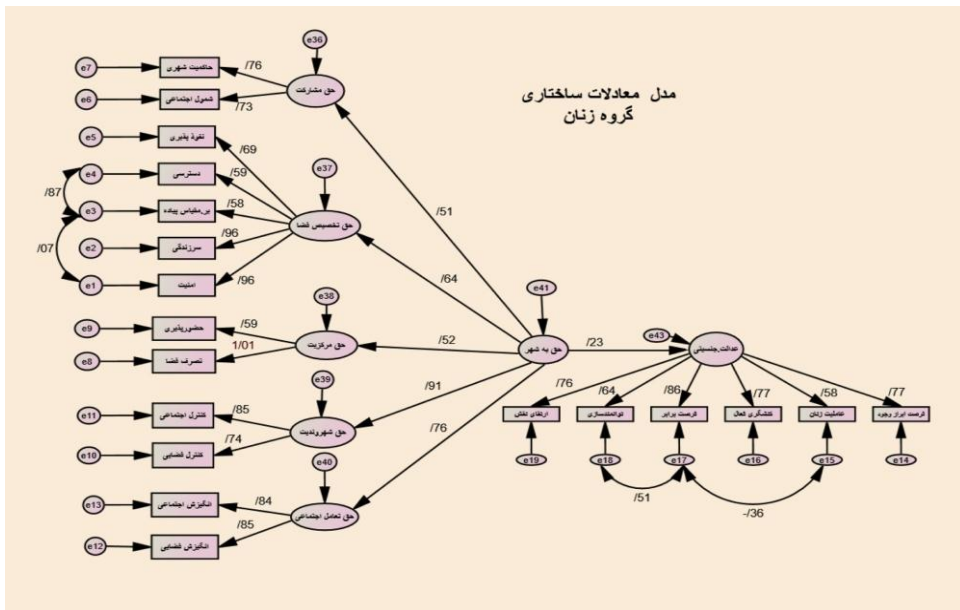 مدل معادلات ساختاری
گروه زنان
e36
e7
حاکمیت شهری
/76
حق مشارکت
e6
شمول اجتماعی
/73
e5
نفوذ پذیری
/69
e37
e4
دسترسی
/59
/87
e3
بر.مقیاس پیاده
/58
حق تخصیص فضا
/51
e2
سرزندگی
/96
/07
e1
امنیت
/96
/64
e38
e41
e9
حضورپذیری
/59
حق مرکزیت
/52
e8
تصرف فضا
1/01
حق به شهر
/23
e43
عدالت.جنسیتی
e39
/91
e11
کنترل اجتماعی
/85
حق شهروندیت
e10
کنترل فضایی
/74
/76
e40
e13
انگیزش اجتماعی
/84
حق تعامل اجتماعی
e12
انگیزش فضایی
/85
/76
/64
/86
/77
/58
/77
ارتقای نقش
توانمندسازی
فرصت برابر
کنشگری فعال
عاملیت زنان
فرصت ابراز وجود
e19
e18
e17
e16
e15
e14
/51
-/36